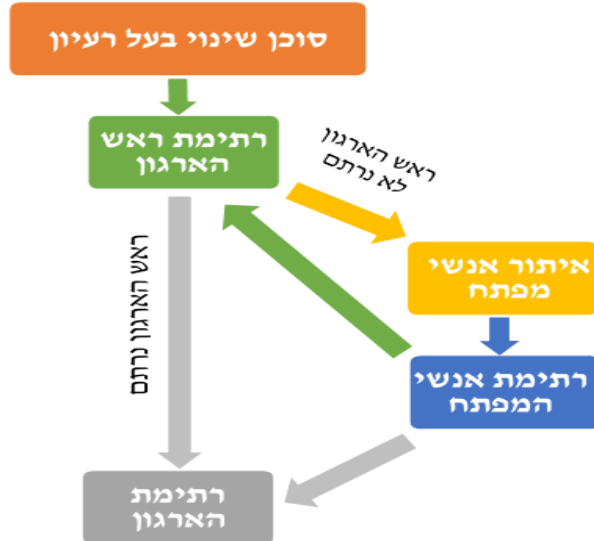 סוכן שינוי בעל רעיון
רתימת ראש
הארגון
ראש הארגון
לא נרתם
איתור אנשי
מפתח
ראש הארגון נרתם
רתימת אנשי
המפתח
רתימת
הארגון